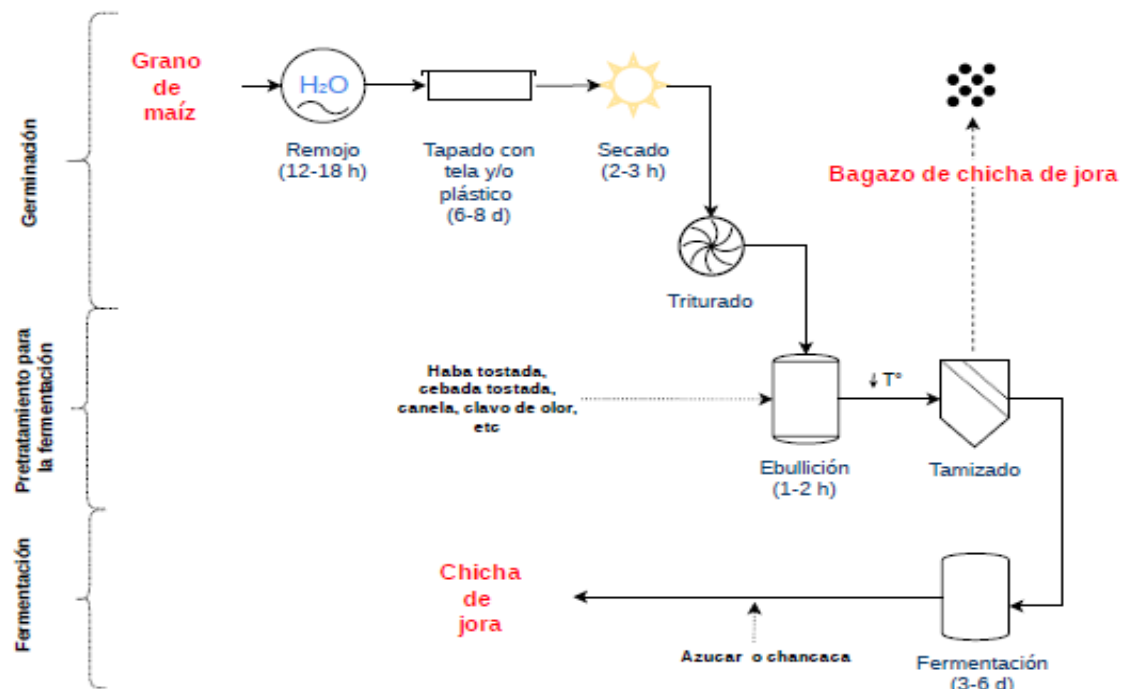 Germinación
Grano
de
maíz
H₂O
Remojo
(12-18 h)
Tapado con
tela y/o
plástico
(6-8 d)
Secado
(2-3 h)
Bagazo de chicha de jora
Triturado
Pretratamiento para
la fermentación
Haba tostada,
cebada tostada,
canela, clavo de olor,
etc
↓ T°
Ebullición
(1-2 h)
Tamizado
Fermentación
Chicha
de
jora
Azucar o chancaca
Fermentación
(3-6 d)